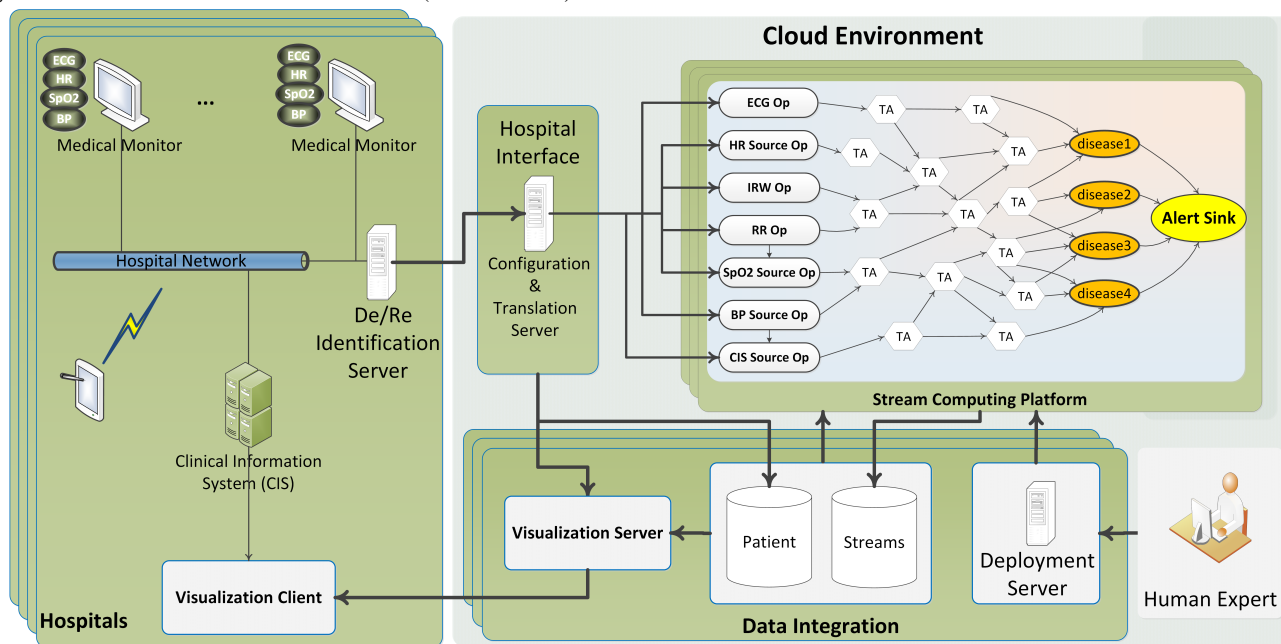 ECG
HR
SpO2
BP
Medical Monitor
...
ECG
HR
SpO2
BP
Medical Monitor
Hospital Network
De/Re
Identification
Server
Clinical Information
System (CIS)
Visualization Client
Hospitals
Cloud Environment
Hospital
Interface
Configuration
&
Translation
Server
ECG Op
HR Source Op
IRW Op
RR Op
SpO2 Source Op
BP Source Op
CIS Source Op
TA
TA
TA
TA
TA
TA
TA
TA
TA
TA
TA
TA
TA
TA
disease1
disease2
disease3
disease4
Alert Sink
Stream Computing Platform
Visualization Server
Patient
Streams
Deployment
Server
Data Integration
Human Expert